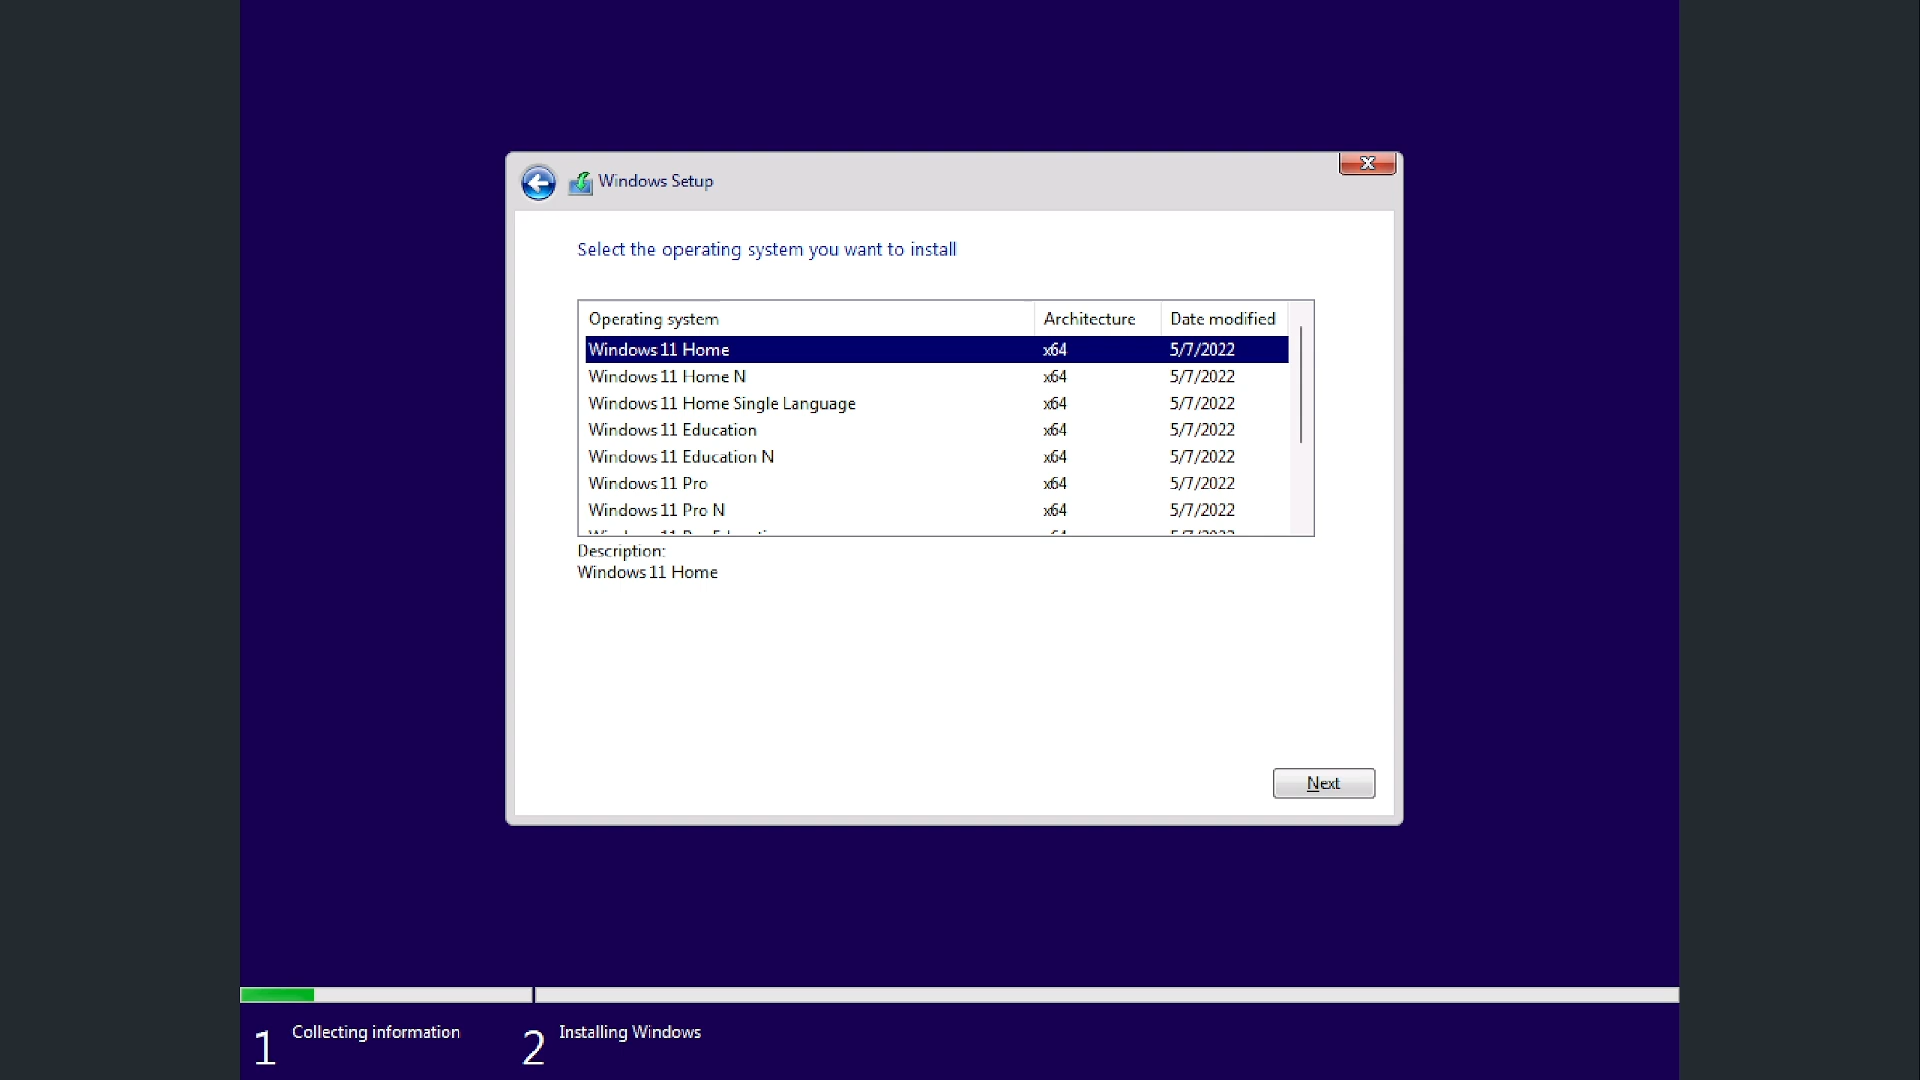 Windows Setup
Select the operating system you want to install
Operating system Architecture Date modified
Windows 11 Home x64 5/7/2022
Windows 11 Home N x64 5/7/2022
Windows 11 Home Single Language x64 5/7/2022
Windows 11 Education x64 5/7/2022
Windows 11 Education N x64 5/7/2022
Windows 11 Pro x64 5/7/2022
Windows 11 Pro N x64 5/7/2022
Description:
Windows 11 Home
Next
1 Collecting information 2 Installing Windows